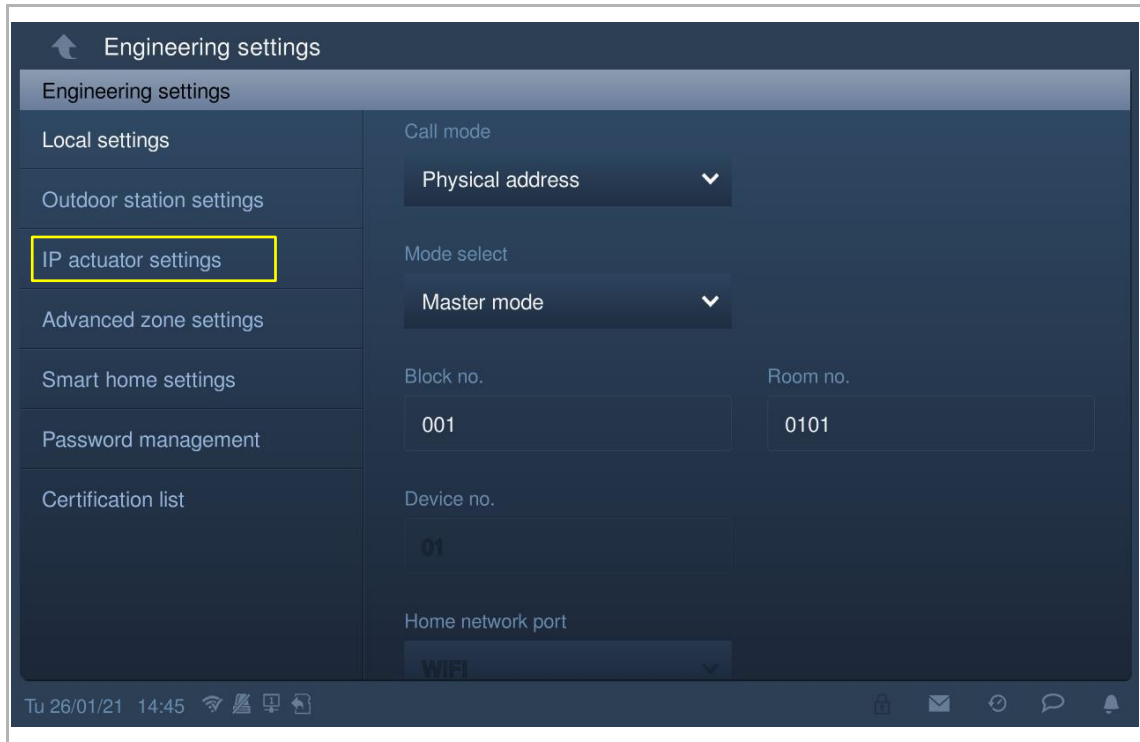 Engineering settings
Engineering settings
Local settings
Outdoor station settings
IP actuator settings
Advanced zone settings
Smart home settings
Password management
Certification list
Call mode
Physical address
Mode select
Master mode
Block no.
Room no.
001
0101
Device no.
01
Home network port
WIFI
Tu 26/01/21 14:45